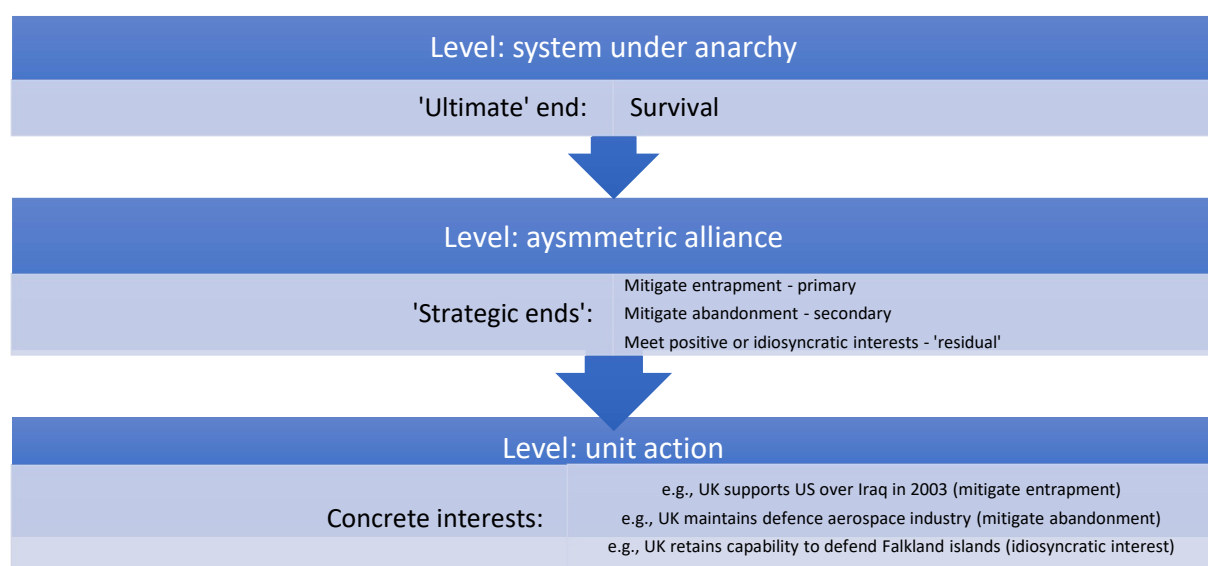 Level: system under anarchy
'Ultimate' end: Survival
Level: aysmmetric alliance
'Strategic ends':
Mitigate entrapment - primary
Mitigate abandonment - secondary
Meet positive or idiosyncratic interests - 'residual'
Level: unit action
Concrete interests:
e.g., UK supports US over Iraq in 2003 (mitigate entrapment)
e.g., UK maintains defence aerospace industry (mitigate abandonment)
e.g., UK retains capability to defend Falkland islands (idiosyncratic interest)